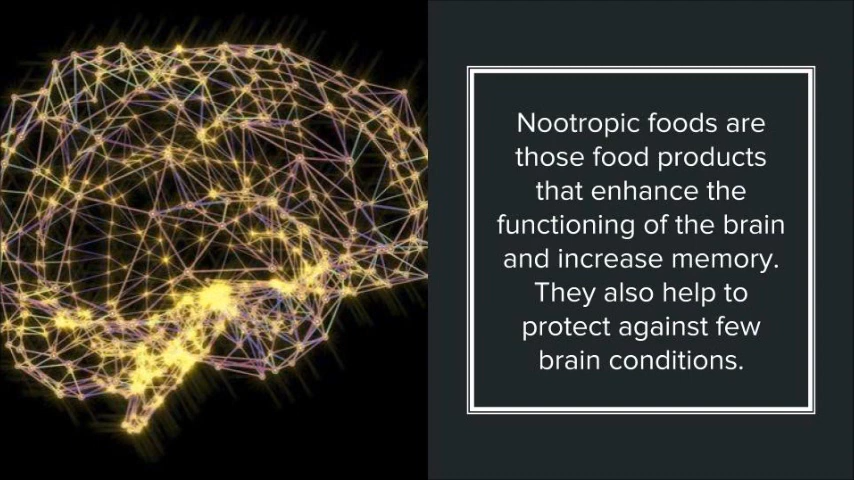 Nootropic foods are
those food products
that enhance the
functioning of the brain
and increase memory.
They also help to
protect against few
brain conditions.